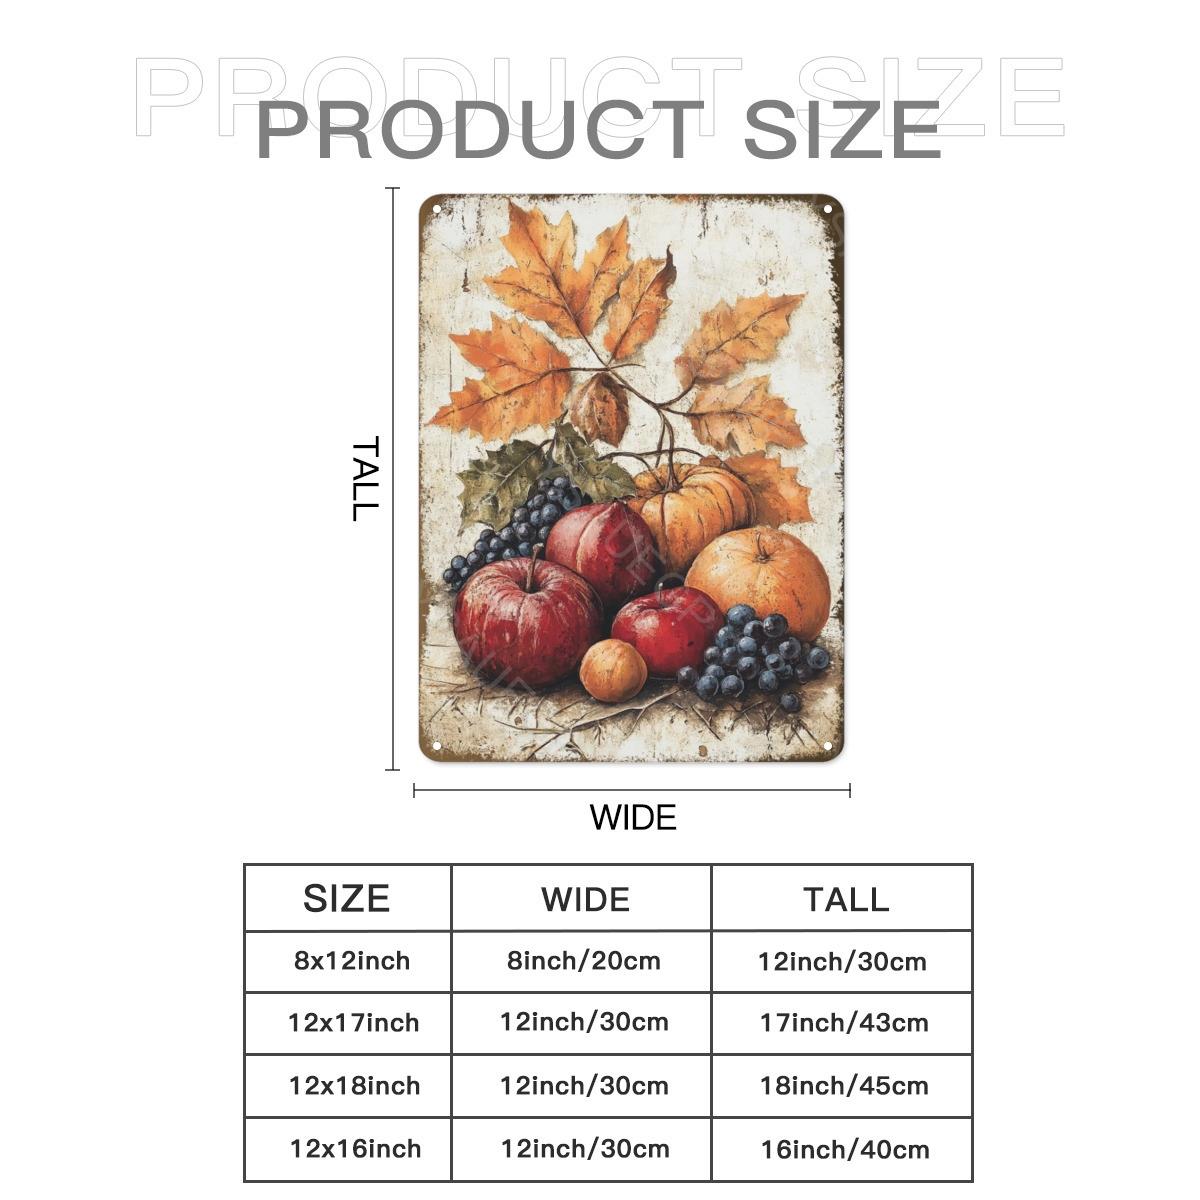 PRODUCT SIZE
PRODUCT SIZE
TALL
WIDE
SIZE WIDE TALL
8x12inch 8inch/20cm 12inch/30cm
12x17inch 12inch/30cm 17inch/43cm
12x18inch 12inch/30cm 18inch/45cm
12x16inch 12inch/30cm 16inch/40cm